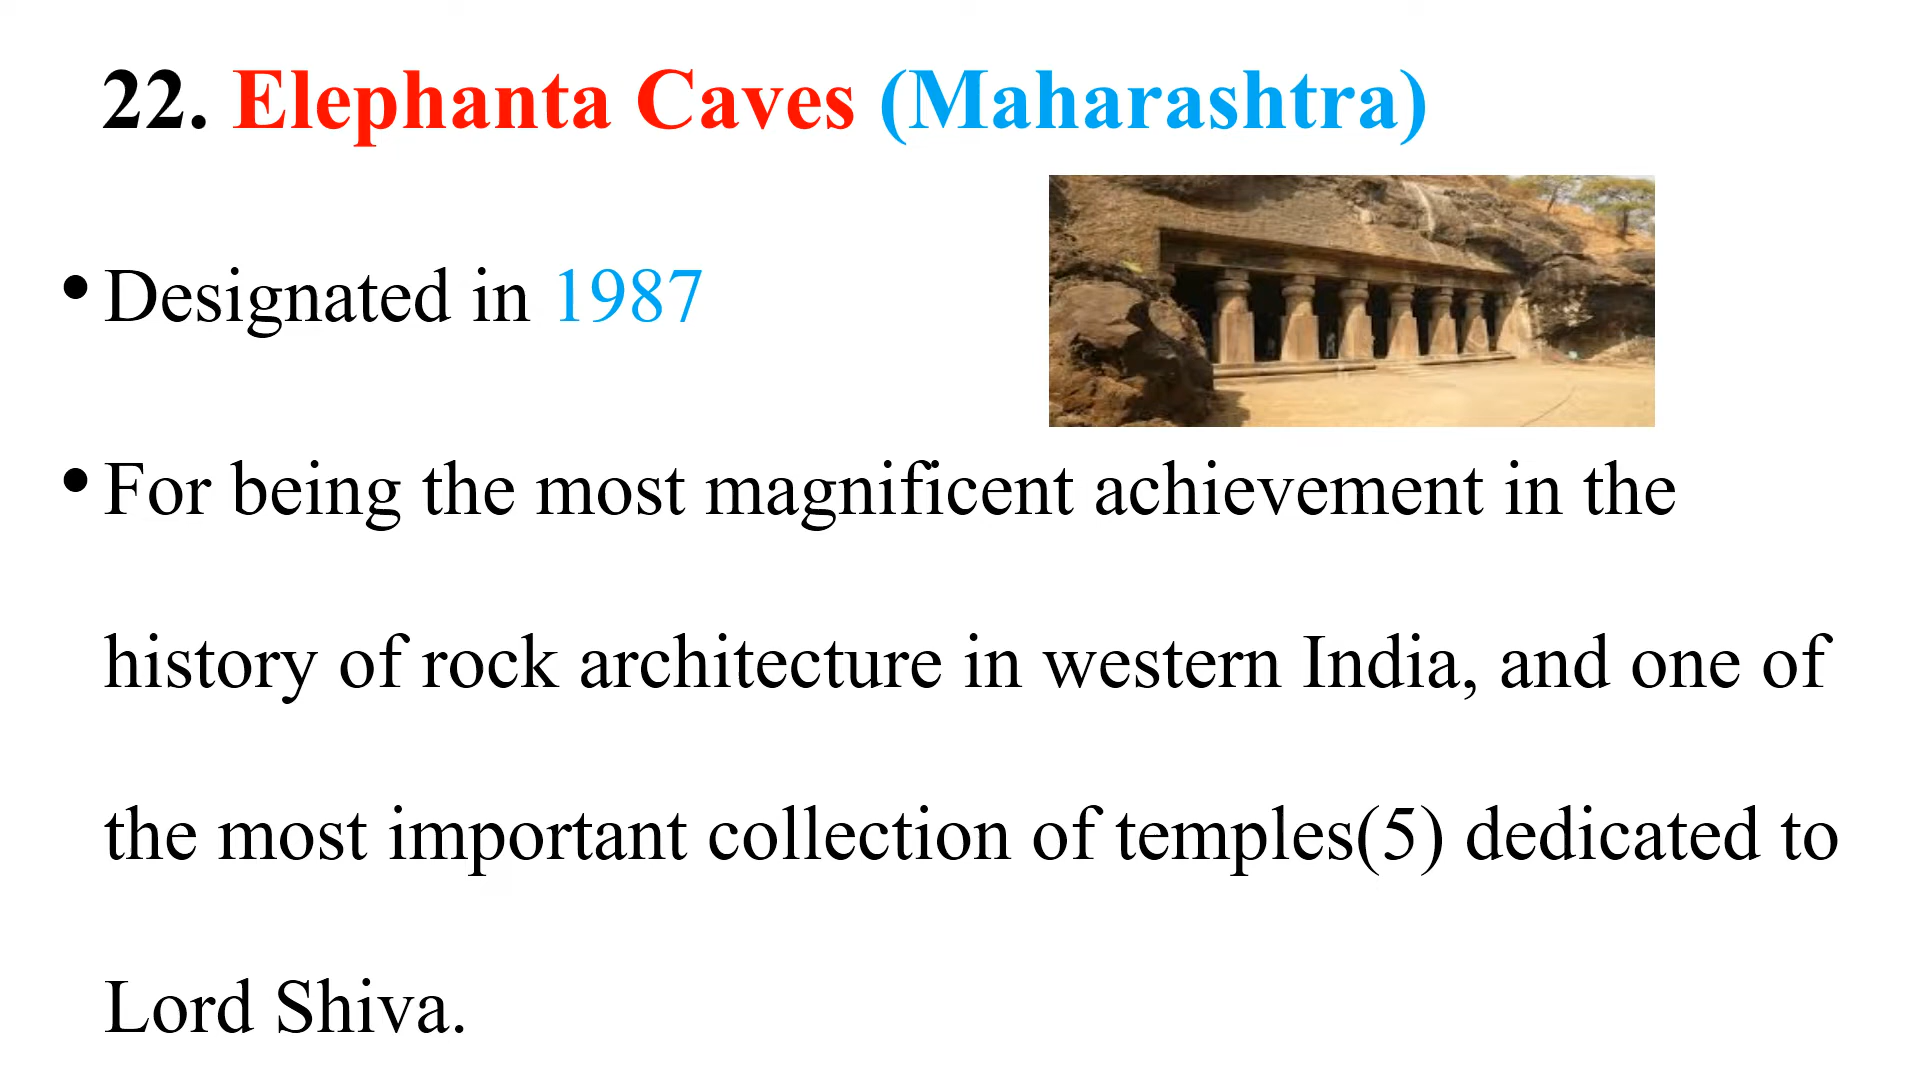 22. Elephanta Caves (Maharashtra)
• Designated in 1987
• For being the most magnificent achievement in the
history of rock architecture in western India, and one of
the most important collection of temples(5) dedicated to
Lord Shiva.